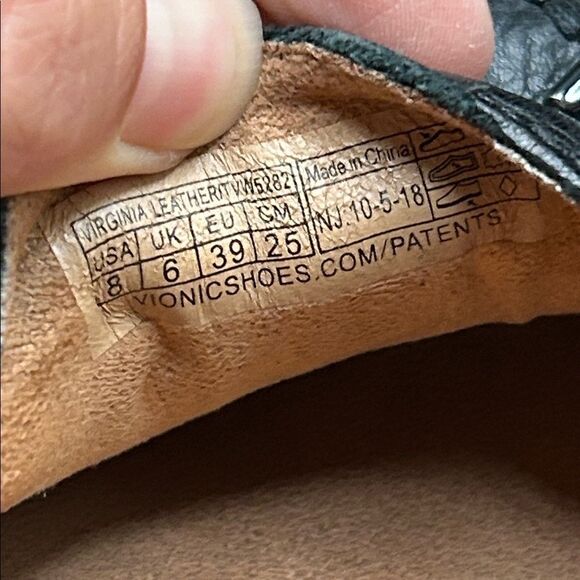 VIRGINIA LEATHER/TVW5282
USA UK EU CM
8 6 39 25
Made in China
NJ 10-5-18
VIONICSHOES.COM/PATENTS